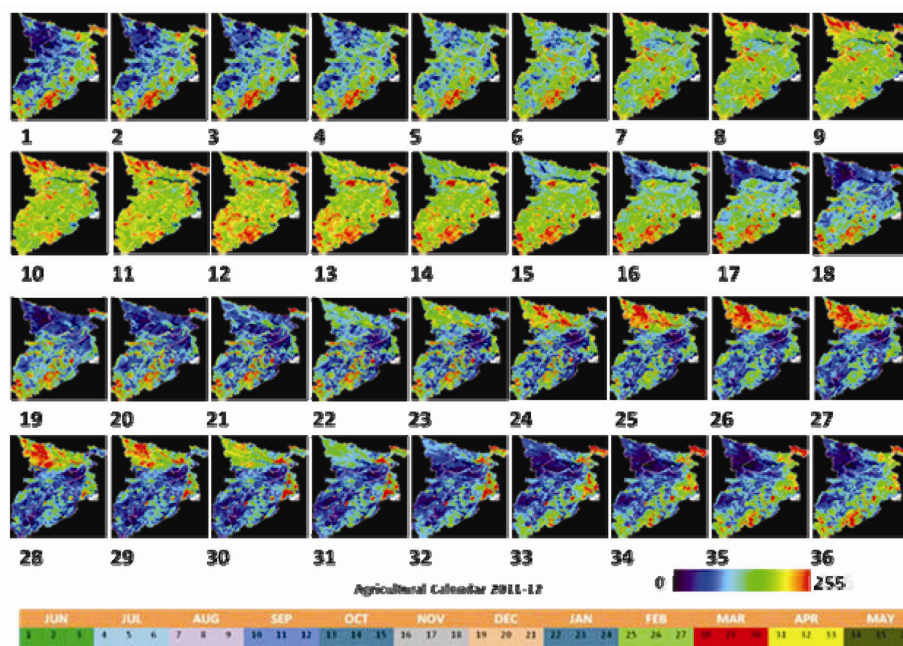 1 2 3 4 5 6 7 8 9
10 11 12 13 14 15 16 17 18
19 20 21 22 23 24 25 26 27
28 29 30 31 32 33 34 35 36
0 255
Agricultural Calendar 2011-12
JUN JUL AUG SEP OCT NOV DEC JAN FEB MAR APR MAY
1 2 3 4 5 6 7 8 9 10 11 12 13 14 15 16 17 18 19 20 21 22 23 24 25 26 27 28 29 30 31 32 33 34 35